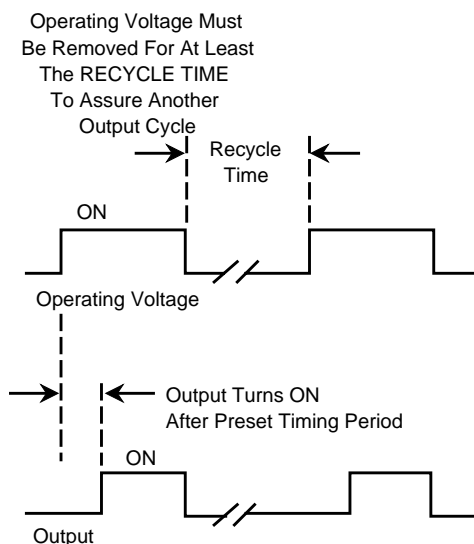 Operating Voltage Must
Be Removed For At Least
The RECYCLE TIME
To Assure Another
Output Cycle
Recycle
Time
ON
Operating Voltage
Output Turns ON
After Preset Timing Period
ON
Output